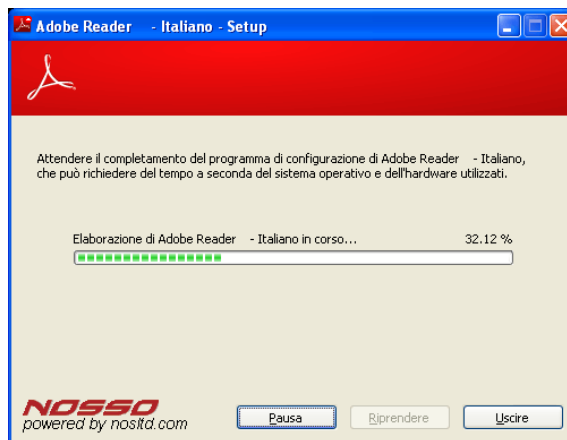 Adobe Reader - Italiano - Setup
Attendere il completamento del programma di configurazione di Adobe Reader - Italiano,
che può richiedere del tempo a seconda del sistema operativo e dell'hardware utilizzati.
Elaborazione di Adobe Reader - Italiano in corso... 32.12 %
NOSSO
powered by nosltd.com
Pausa Riprendere Uscire